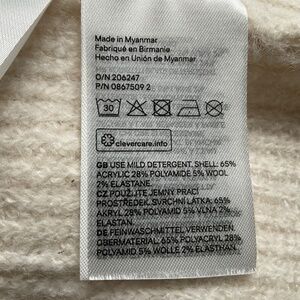 Made in Myanmar
Fabriqué en Birmanie
Hecho en Unión de Myanmar
O/N 206247
P/N 0867509 2
30
clevercare.info
GB USE MILD DETERGENT. SHELL: 65%
ACRYLIC 28% POLYAMIDE 5% WOOL
2% ELASTANE.
CZ POUŽIJTE JEMNÝ PRACÍ
PROSTŘEDEK. SVRCHNÍ LÁTKA: 65%
AKRYL 28% POLYAMID 5% VLNA 2%
ELASTAN.
DE FEINWASCHMITTEL VERWENDEN.
OBERMATERIAL: 65% POLYACRYL 28%
POLYAMID 5% WOLLE 2% ELASTHAN.